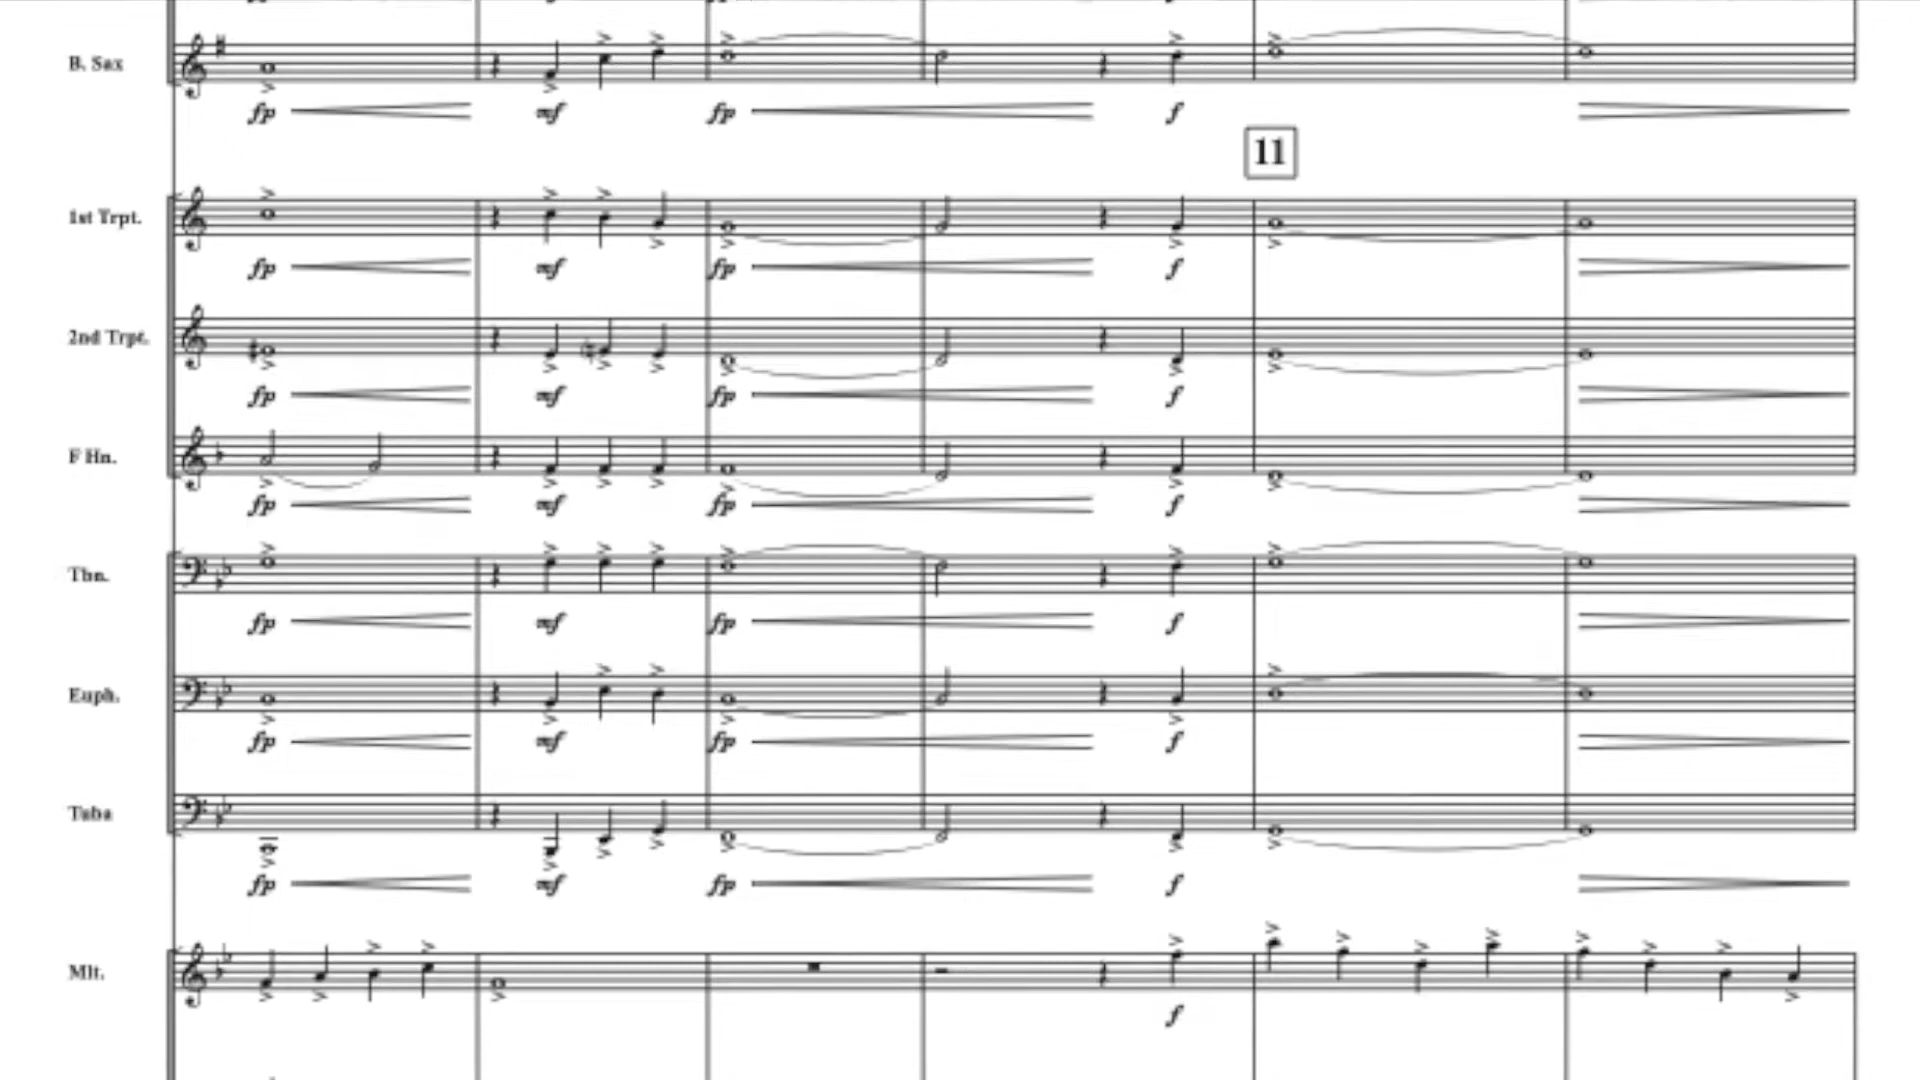 B. Sax
fp mf fp f
11
1st Trpt.
fp mf fp f
2nd Trpt.
fp mf fp f
F Hn.
fp mf fp f
Tbn.
fp mf fp f
Euph.
fp mf fp f
Tuba
fp mf fp f
Mlt.
f